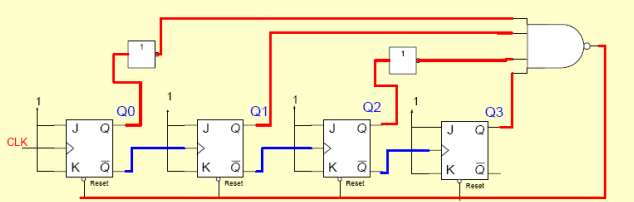 1
1
1 Q0 1 Q1 1 Q2 1 Q3
J Q J Q J Q J Q
CLK
K Q̅ K Q̅ K Q̅ K Q̅
Reset Reset Reset Reset